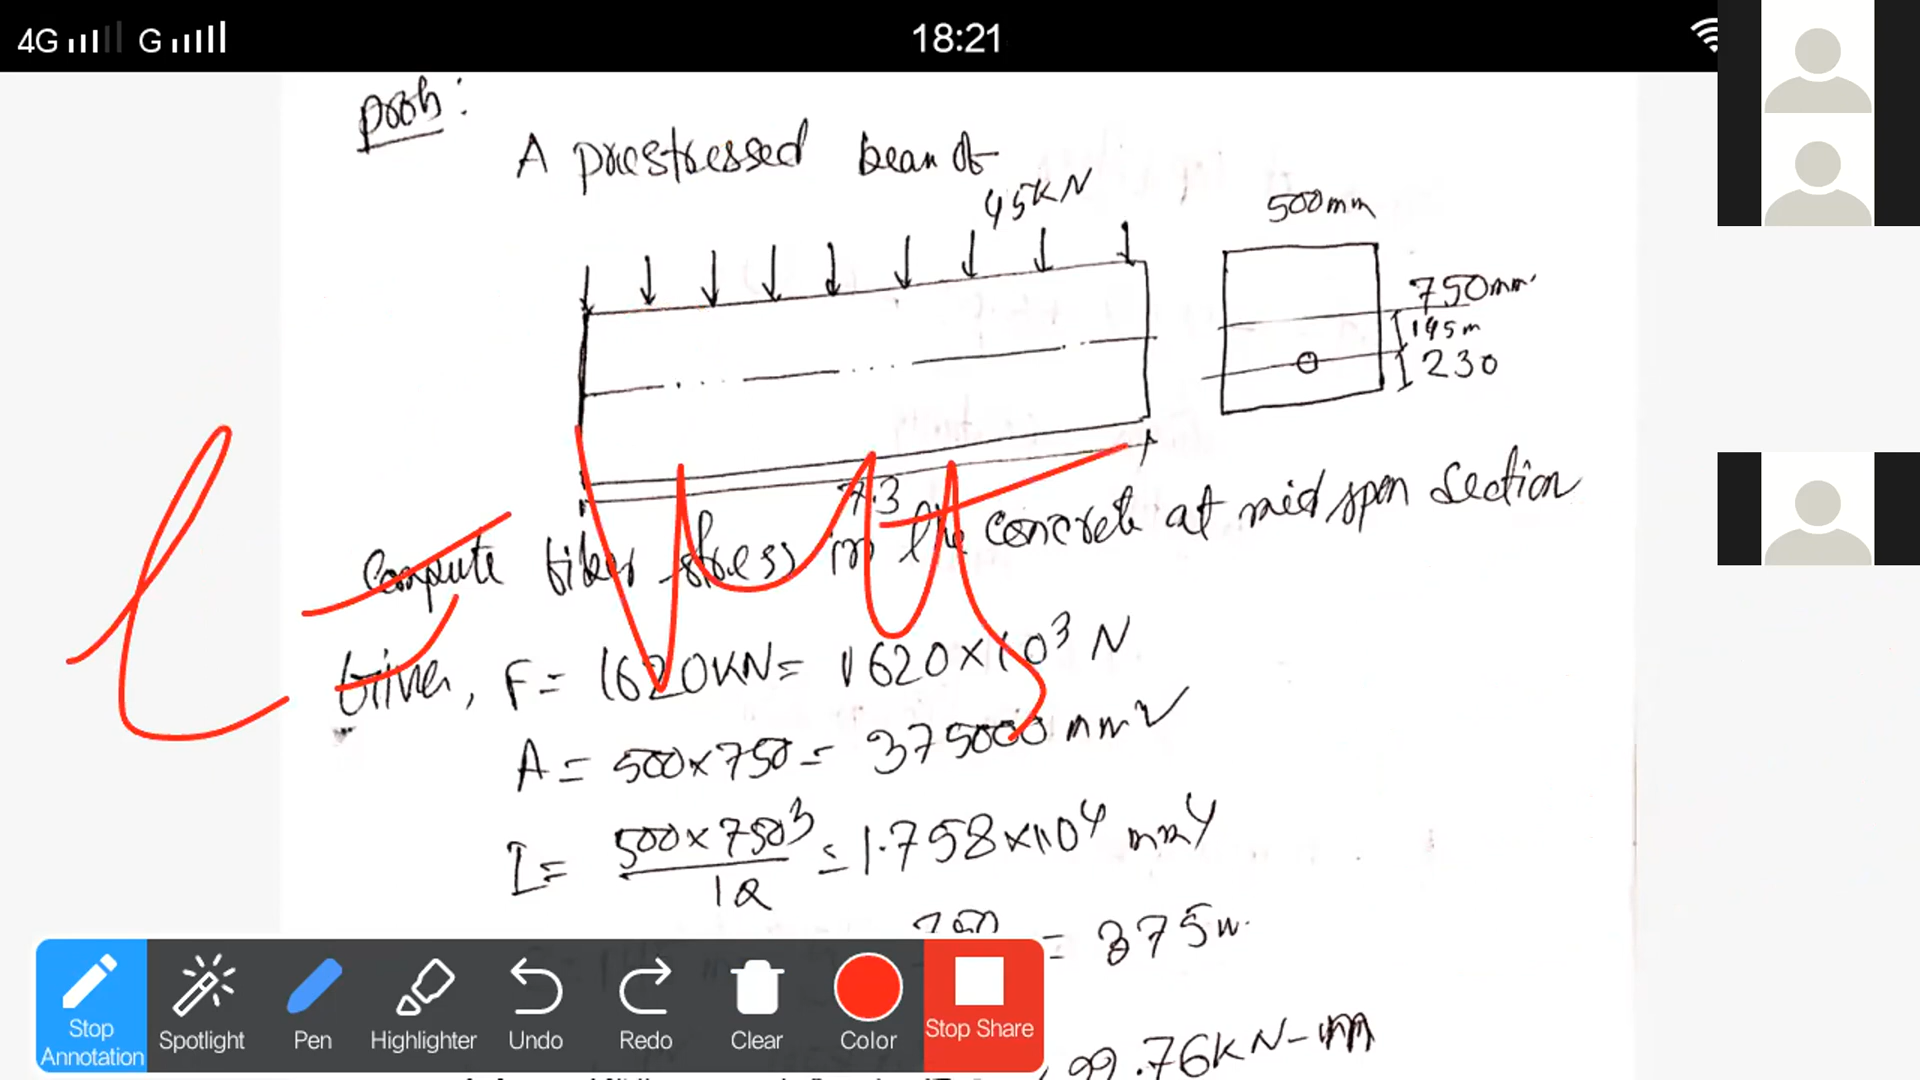 4G G 18:21
Prob:
A prestressed beam of
45KN
500mm
750mm
145m
230
7.3
Compute fiber stress in the concrete at mid span section
Given, F = 1620KN = 1620×10³ N
A = 500×750 = 375000 mm²
I = 500×750³ / 12 = 1.758×10⁴ mm⁴
750 = 375m.
99.76KN-m
Stop Annotation
Spotlight
Pen
Highlighter
Undo
Redo
Clear
Color
Stop Share